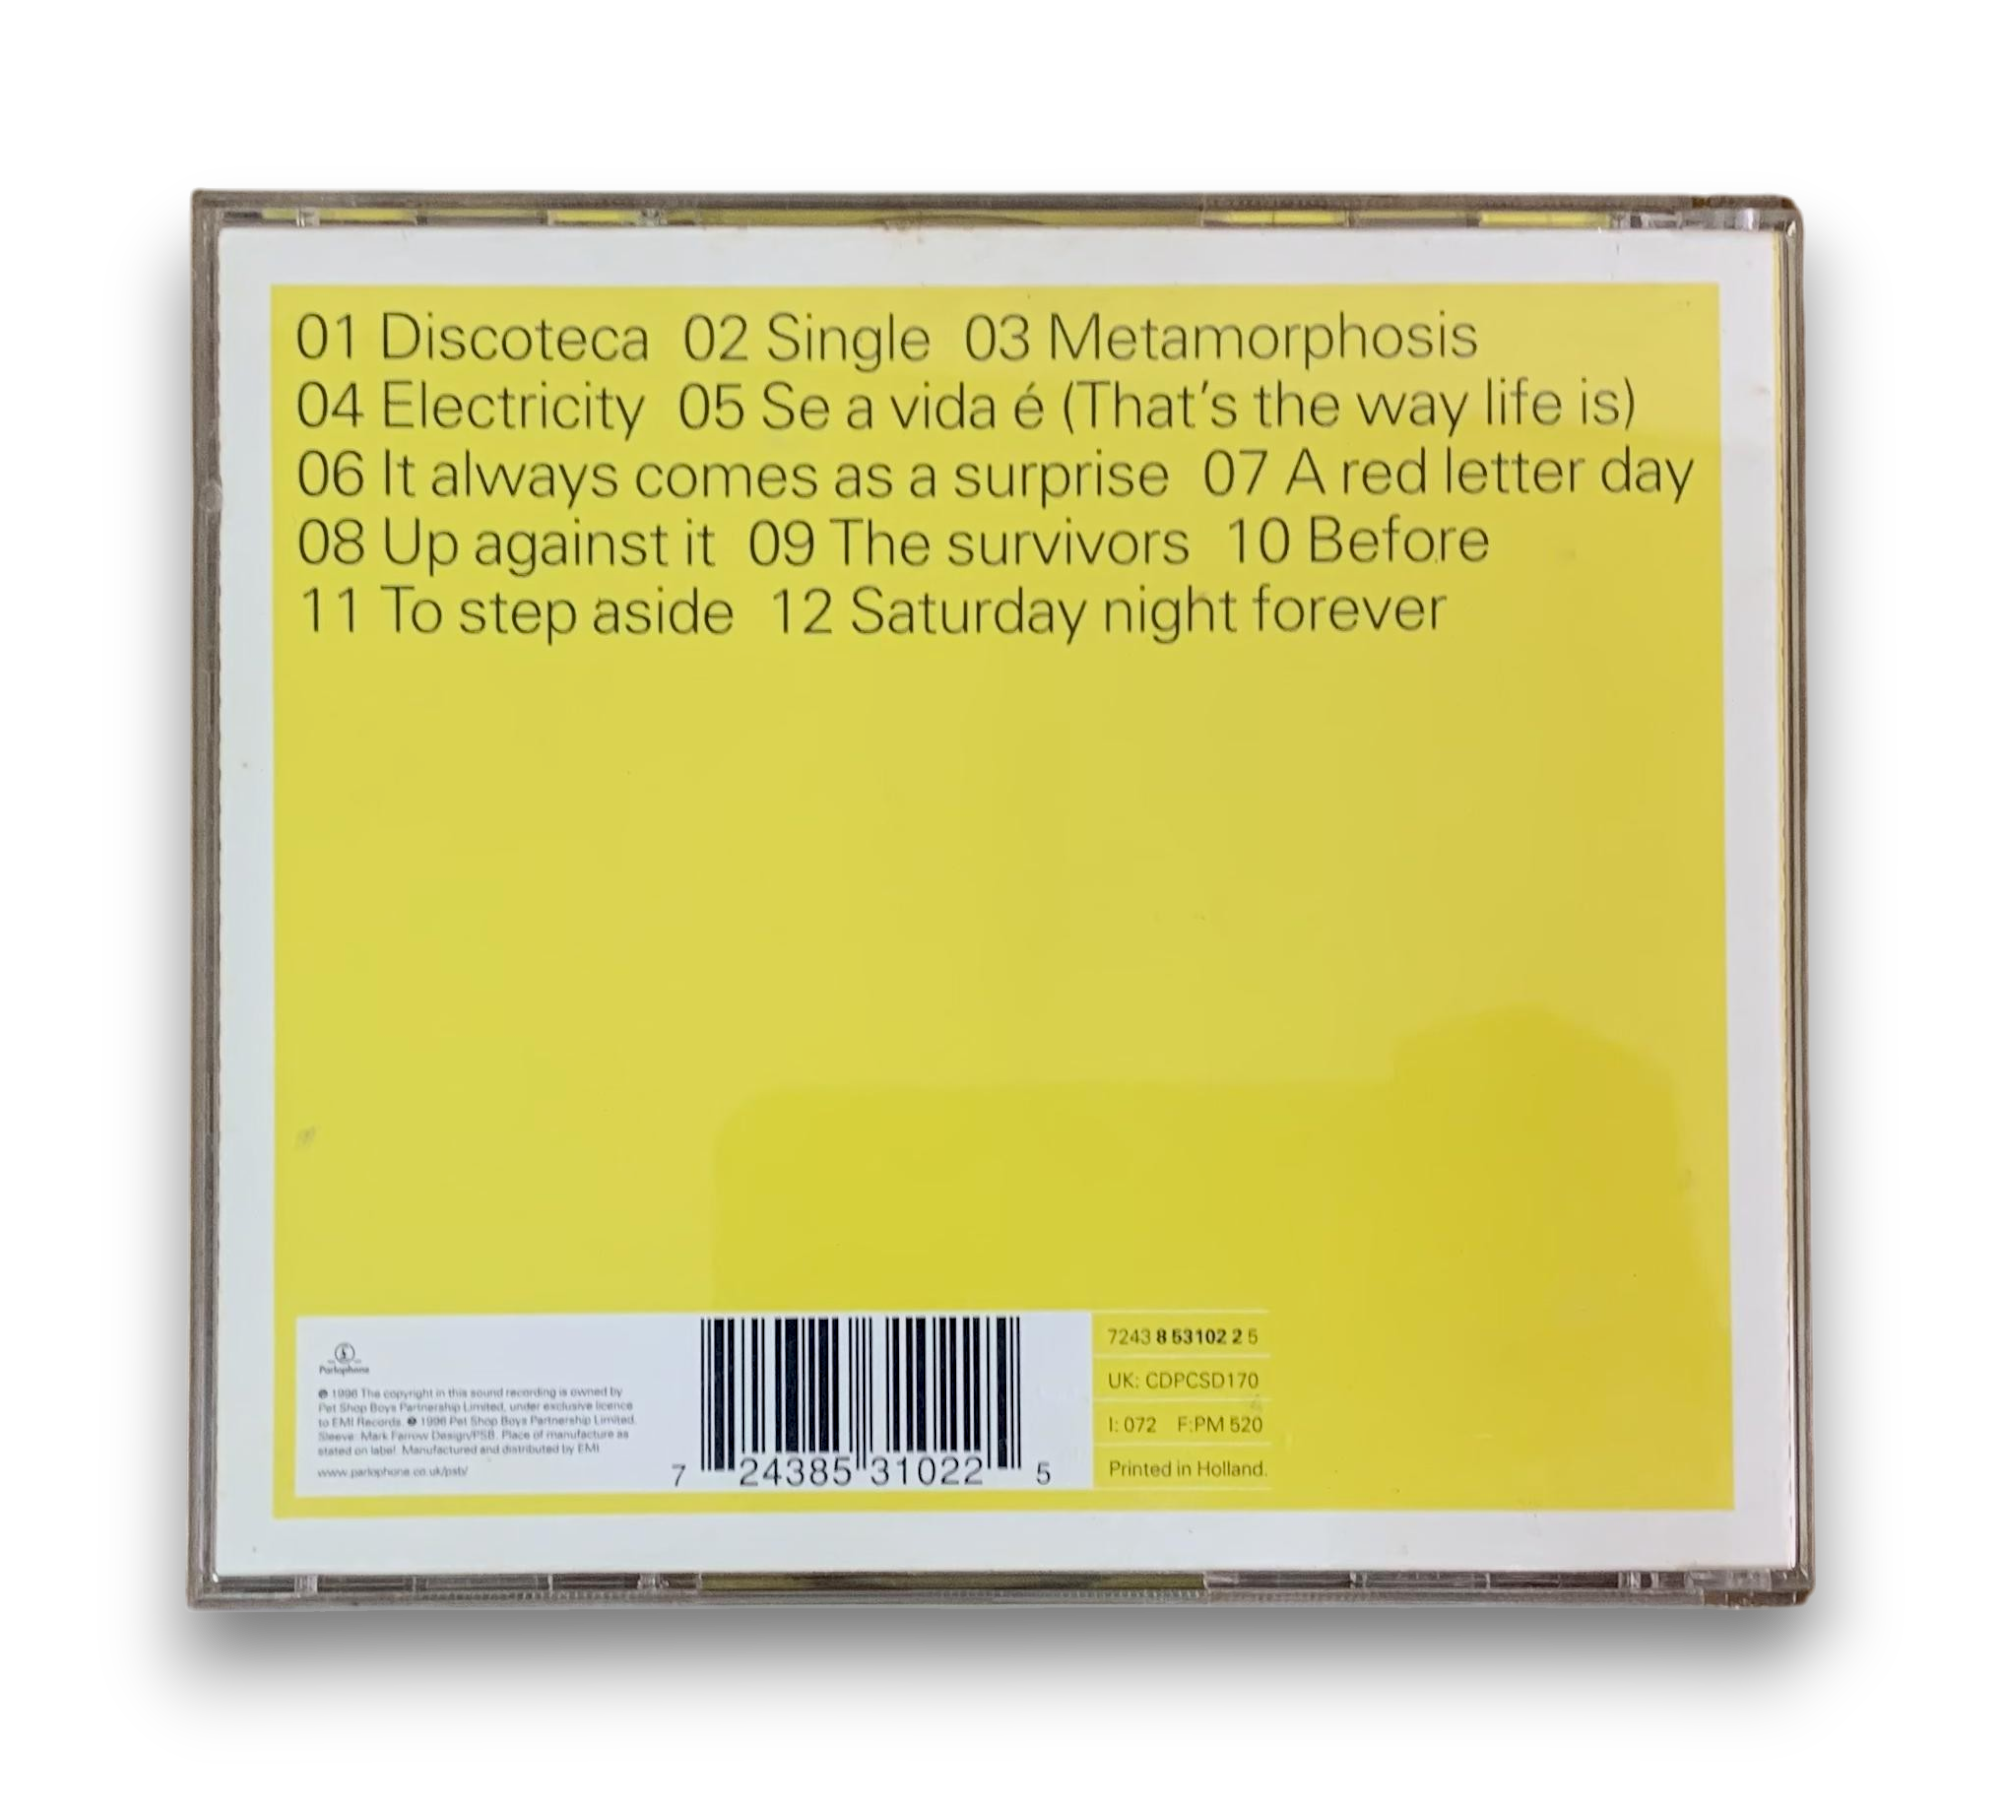 01 Discoteca 02 Single 03 Metamorphosis
04 Electricity 05 Se a vida é (That's the way life is)
06 It always comes as a surprise 07 A red letter day
08 Up against it 09 The survivors 10 Before
11 To step aside 12 Saturday night forever
Parlophone
℗ 1996 The copyright in this sound recording is owned by
Pet Shop Boys Partnership Limited, under exclusive licence
to EMI Records. © 1996 Pet Shop Boys Partnership Limited.
Sleeve: Mark Farrow Design/PSB. Place of manufacture as
stated on label. Manufactured and distributed by EMI.
www.parlophone.co.uk/psb/
7 24385 31022 5
7243 8 53102 2 5
UK: CDPCSD170
I: 072 F:PM 520
Printed in Holland.